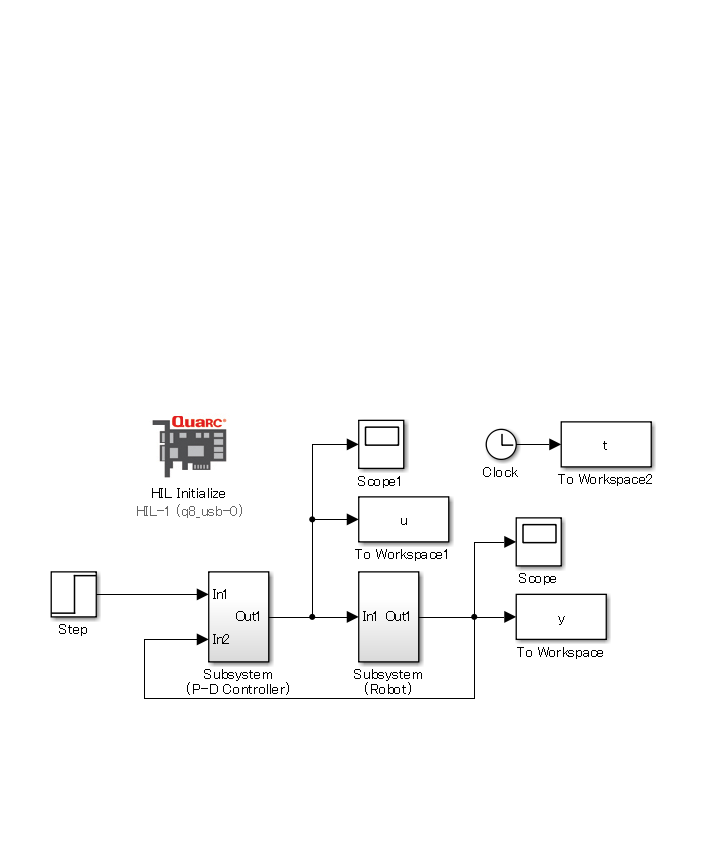 QUARC®
HIL Initialize
HIL-1 (q8_usb-0)
Scope1
u
To Workspace1
Clock
t
To Workspace2
Scope
y
To Workspace
Step
In1
Out1
In2
Subsystem
(P-D Controller)
In1 Out1
Subsystem
(Robot)